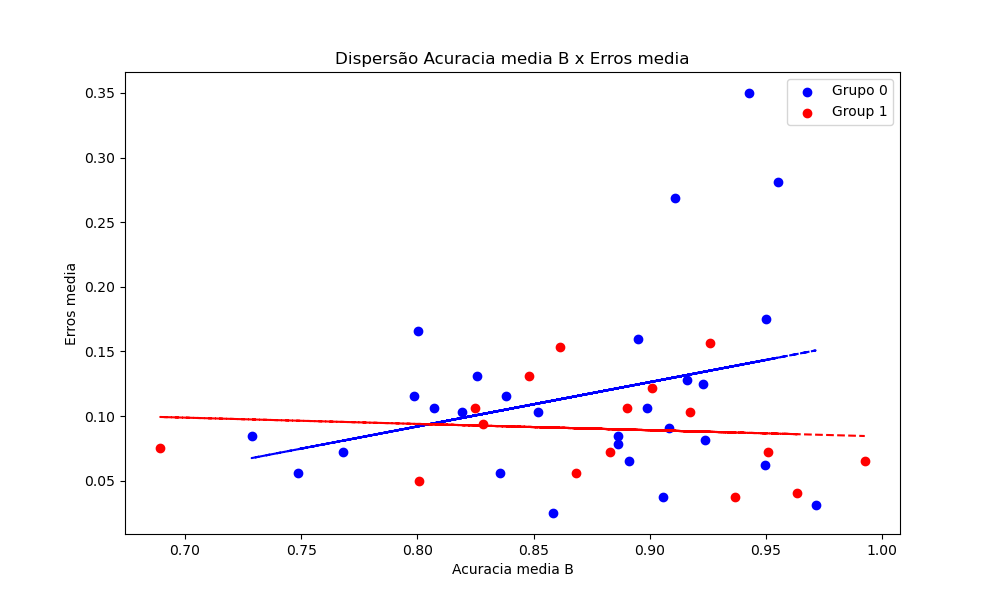 Dispersão Acuracia media B x Erros media
Grupo 0
Group 1
Erros media
0.35
0.30
0.25
0.20
0.15
0.10
0.05
0.70 0.75 0.80 0.85 0.90 0.95 1.00
Acuracia media B